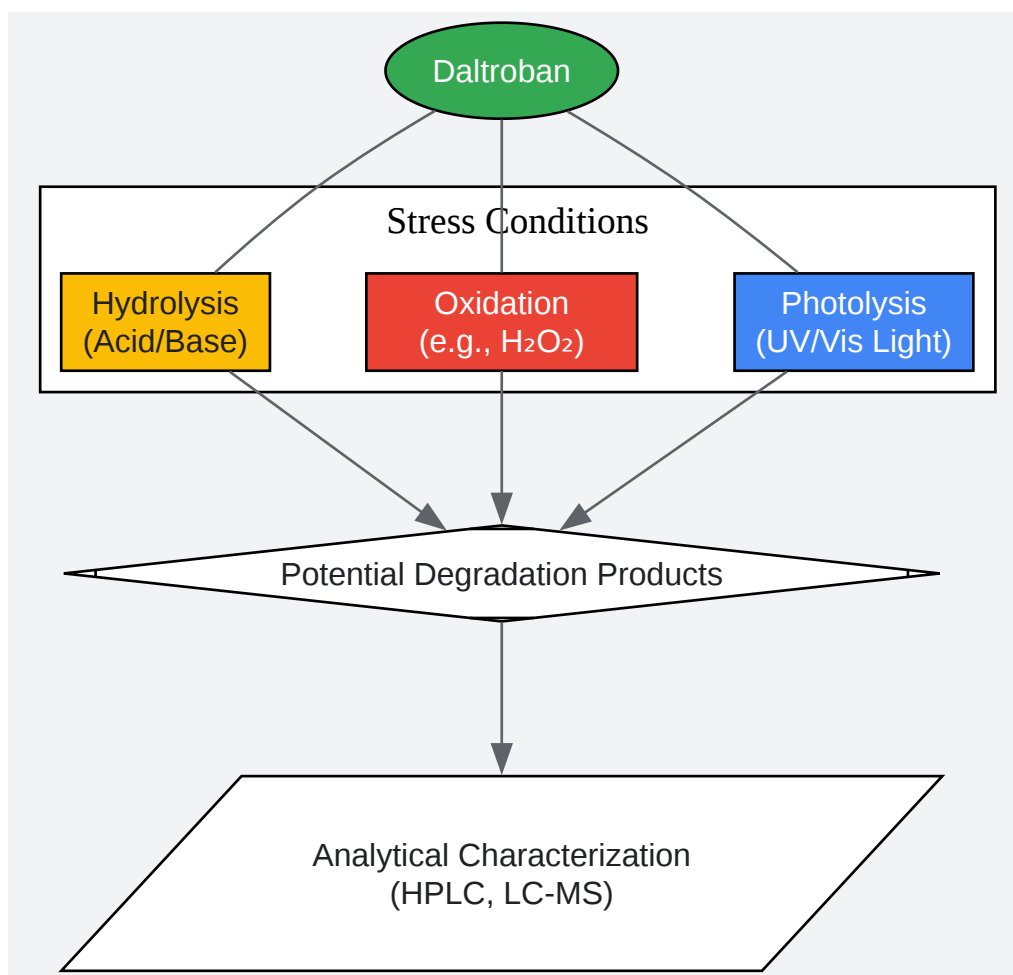 Daltroban
Stress Conditions
Hydrolysis
(Acid/Base)
Oxidation
(e.g., H₂O₂)
Photolysis
(UV/Vis Light)
Potential Degradation Products
Analytical Characterization
(HPLC, LC-MS)